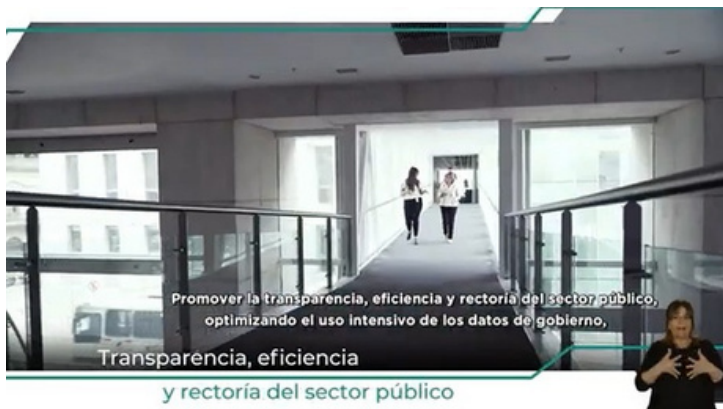 Promover la transparencia, eficiencia y rectoría del sector público,
optimizando el uso intensivo de los datos de gobierno,
Transparencia, eficiencia
y rectoría del sector público